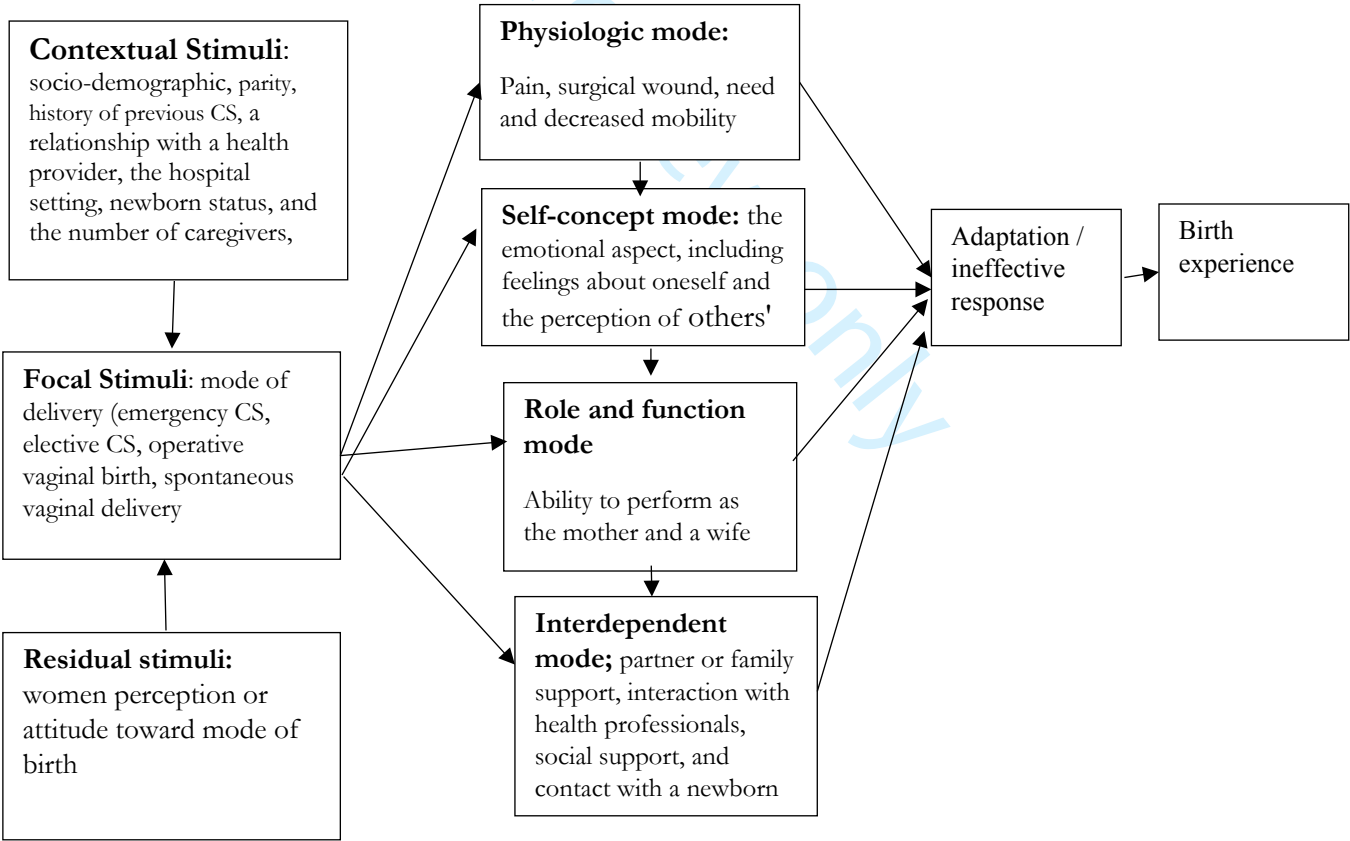 Contextual Stimuli:
socio-demographic, parity,
history of previous CS, a
relationship with a health
provider, the hospital
setting, newborn status, and
the number of caregivers,
Focal Stimuli: mode of
delivery (emergency CS,
elective CS, operative
vaginal birth, spontaneous
vaginal delivery
Residual stimuli:
women perception or
attitude toward mode of
birth
Physiologic mode:
Pain, surgical wound, need
and decreased mobility
Self-concept mode: the
emotional aspect, including
feelings about oneself and
the perception of others'
Role and function
mode
Ability to perform as
the mother and a wife
Interdependent
mode; partner or family
support, interaction with
health professionals,
social support, and
contact with a newborn
Adaptation /
ineffective
response
Birth
experience
only